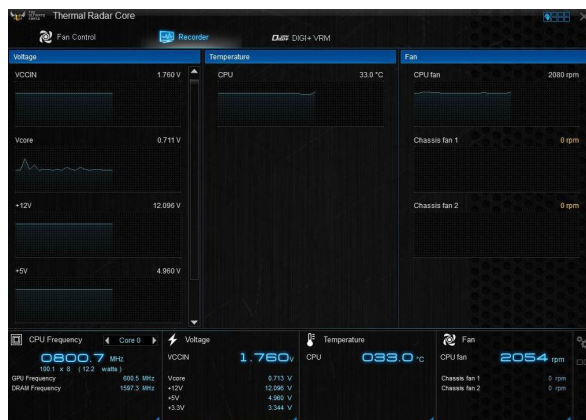 THE ULTIMATE FORCE
Thermal Radar Core
Fan Control
Recorder
DIGI+ VRM
Voltage
VCCIN 1.760 V
Vcore 0.711 V
+12V 12.096 V
+5V 4.960 V
Temperature
CPU 33.0 °C
Fan
CPU fan 2080 rpm
Chassis fan 1 0 rpm
Chassis fan 2 0 rpm
CPU Frequency Core 0
0800.7 MHz
100.1 x 8 (12.2 watts)
GPU Frequency 600.5 MHz
DRAM Frequency 1597.3 MHz
Voltage
VCCIN 1.760 V
Vcore 0.713 V
+12V 12.096 V
+5V 4.960 V
+3.3V 3.344 V
Temperature
CPU 033.0 °C
Fan
CPU fan 2054 rpm
Chassis fan 1 0 rpm
Chassis fan 2 0 rpm